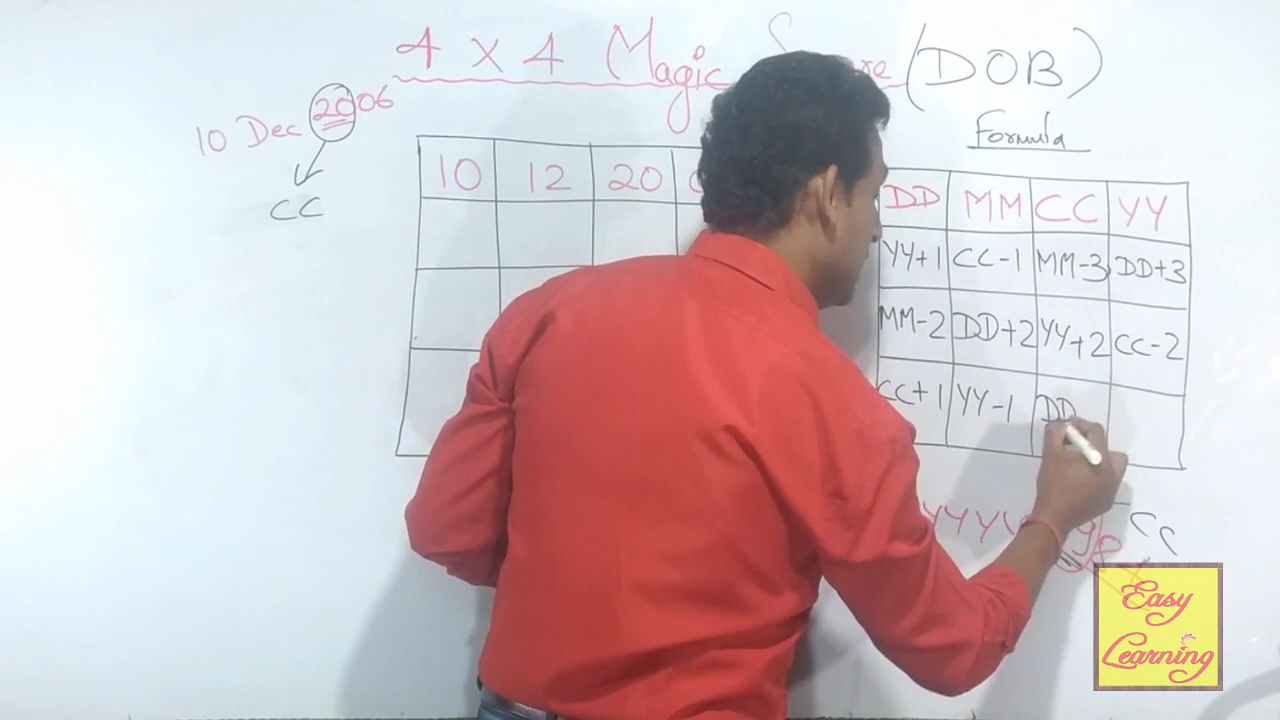 4 X 4 Magic (DOB)
10 Dec 2006
CC
Formula
10 12 20
DD MM CC YY
YY+1 CC-1 MM-3 DD+3
MM-2 DD+2 YY+2 CC-2
CC+1 YY-1 DD
CC
Easy
Learning